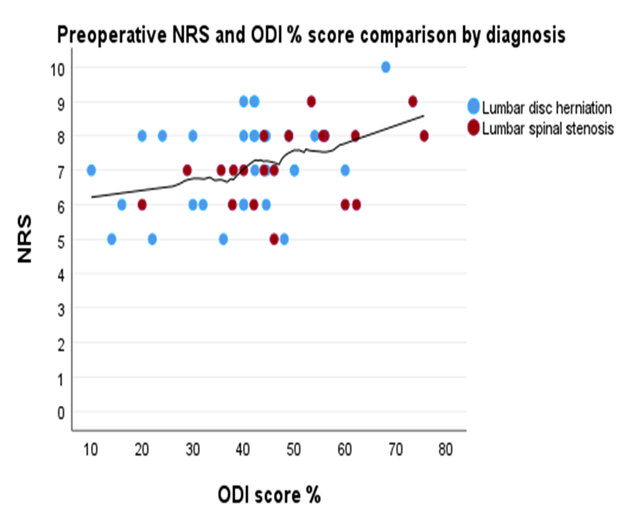 Preoperative NRS and ODI % score comparison by diagnosis
10
9
8
7
6
5
4
3
2
1
0
NRS
Lumbar disc herniation
Lumbar spinal stenosis
10 20 30 40 50 60 70 80
ODI score %